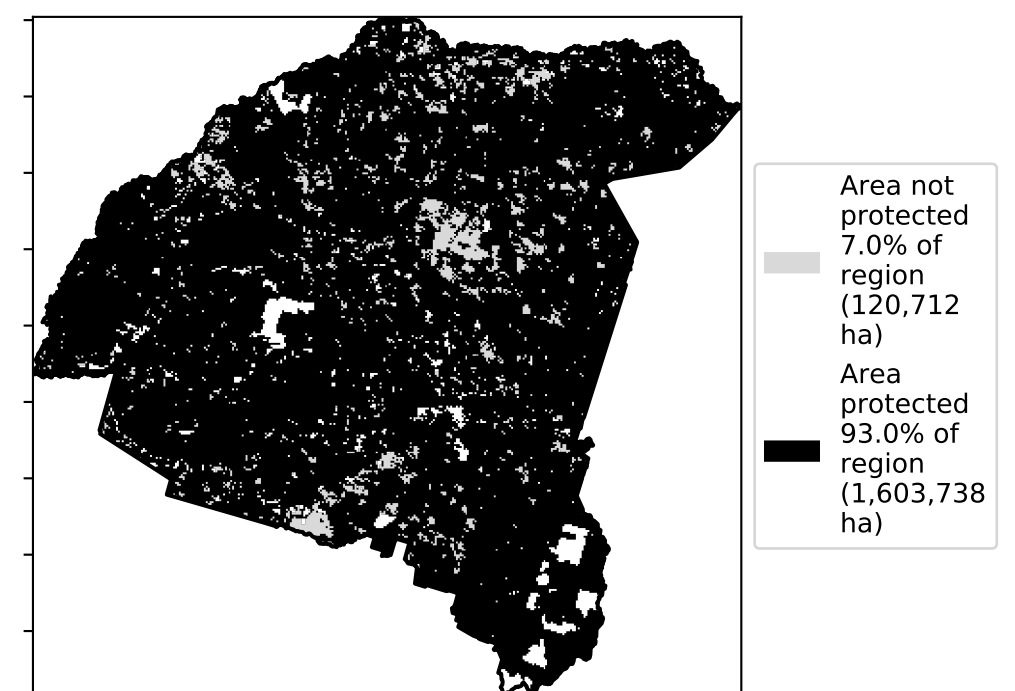 Area not
protected
7.0% of
region
(120,712
ha)
Area
protected
93.0% of
region
(1,603,738
ha)